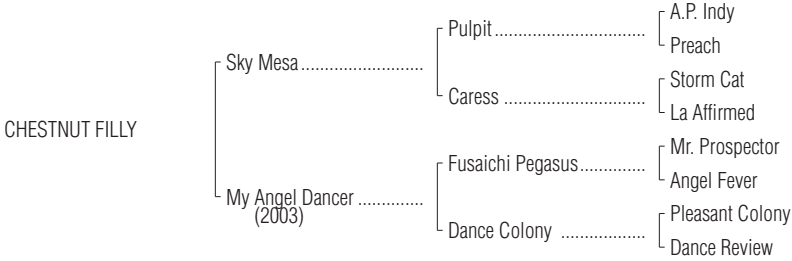 A.P. Indy
Pulpit..............................
Preach
Sky Mesa........................
Storm Cat
Caress ............................
La Affirmed
CHESTNUT FILLY
Mr. Prospector
Fusaichi Pegasus.............
Angel Fever
My Angel Dancer .............
(2003)
Pleasant Colony
Dance Colony .................
Dance Review